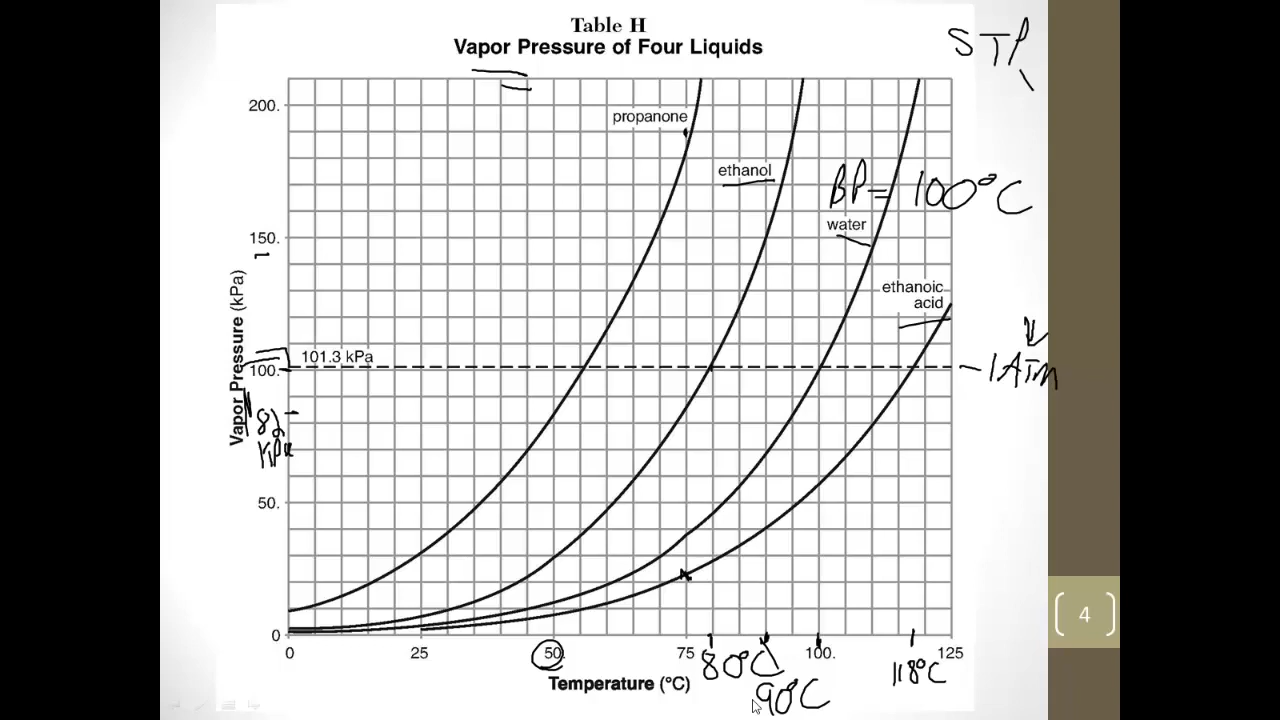 Table H
Vapor Pressure of Four Liquids
STP
200.
propanone
ethanol
BP = 100°C
water
150.
ethanoic
acid
Vapor Pressure (kPa)
101.3 kPa
100.
1 ATM
82
KPa
50.
0
0 25 50. 75 100. 125
80°C
118°C
Temperature (°C)
90°C
4